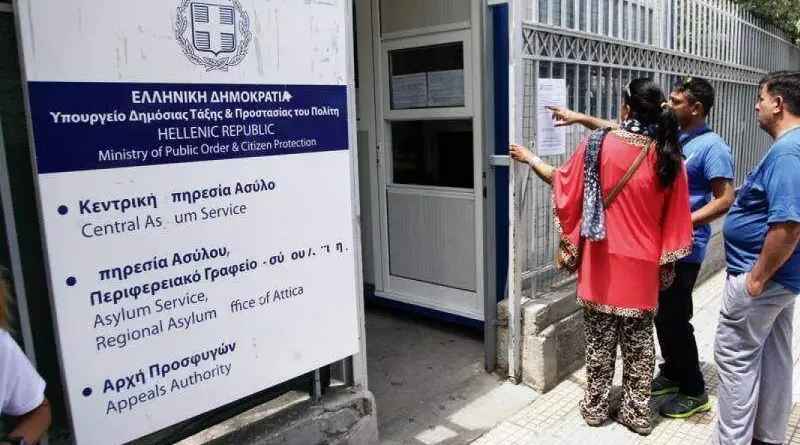 ΕΛΛΗΝΙΚΗ ΔΗΜΟΚΡΑΤΙΑ
Υπουργείο Δημόσιας Τάξης & Προστασίας του Πολίτη
HELLENIC REPUBLIC
Ministry of Public Order & Citizen Protection
• Κεντρική πηρεσία Ασύλο
Central As um Service
• πηρεσία Ασύλου,
Περιφερειακό Γραφείο
Asylum Service,
Regional Asylum ffice of Attica
• Αρχή Προσφυγών
Appeals Authority